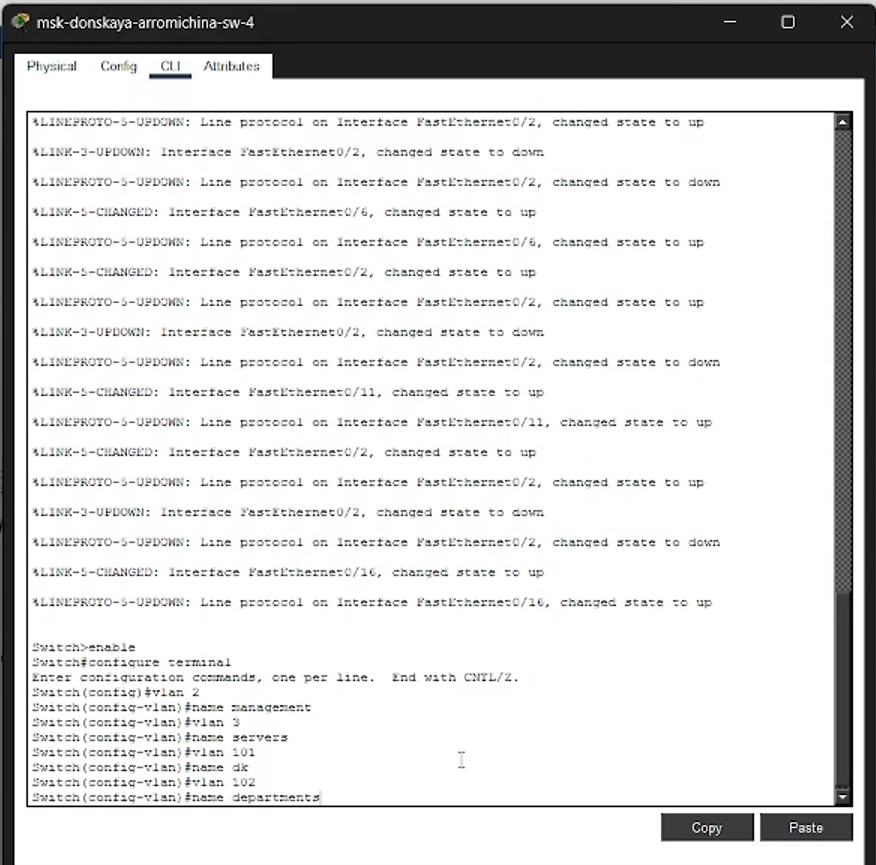 msk-donskaya-arromichina-sw-4
Physical Config CLI Attributes
%LINEPROTO-5-UPDOWN: Line protocol on Interface FastEthernet0/2, changed state to up
%LINK-3-UPDOWN: Interface FastEthernet0/2, changed state to down
%LINEPROTO-5-UPDOWN: Line protocol on Interface FastEthernet0/2, changed state to down
%LINK-5-CHANGED: Interface FastEthernet0/6, changed state to up
%LINEPROTO-5-UPDOWN: Line protocol on Interface FastEthernet0/6, changed state to up
%LINK-5-CHANGED: Interface FastEthernet0/2, changed state to up
%LINEPROTO-5-UPDOWN: Line protocol on Interface FastEthernet0/2, changed state to up
%LINK-3-UPDOWN: Interface FastEthernet0/2, changed state to down
%LINEPROTO-5-UPDOWN: Line protocol on Interface FastEthernet0/2, changed state to down
%LINK-5-CHANGED: Interface FastEthernet0/11, changed state to up
%LINEPROTO-5-UPDOWN: Line protocol on Interface FastEthernet0/11, changed state to up
%LINK-5-CHANGED: Interface FastEthernet0/2, changed state to up
%LINEPROTO-5-UPDOWN: Line protocol on Interface FastEthernet0/2, changed state to up
%LINK-3-UPDOWN: Interface FastEthernet0/2, changed state to down
%LINEPROTO-5-UPDOWN: Line protocol on Interface FastEthernet0/2, changed state to down
%LINK-5-CHANGED: Interface FastEthernet0/16, changed state to up
%LINEPROTO-5-UPDOWN: Line protocol on Interface FastEthernet0/16, changed state to up
Switch>enable
Switch#configure terminal
Enter configuration commands, one per line.  End with CNTL/Z.
Switch(config)#vlan 2
Switch(config-vlan)#name management
Switch(config-vlan)#vlan 3
Switch(config-vlan)#name servers
Switch(config-vlan)#vlan 101
Switch(config-vlan)#name dk
Switch(config-vlan)#vlan 102
Switch(config-vlan)#name departments
Copy Paste